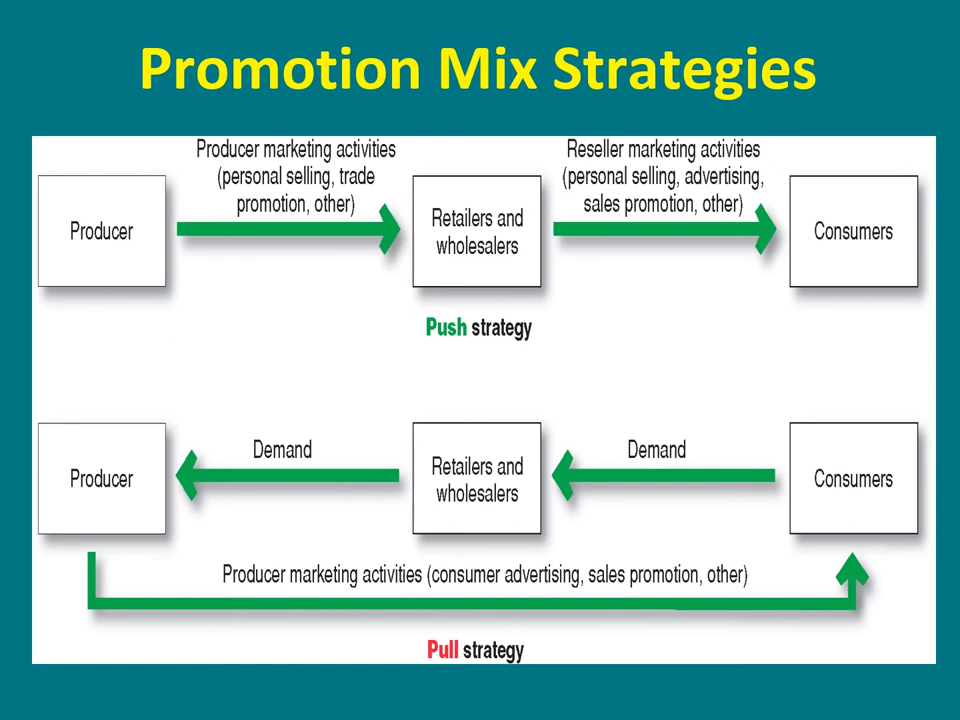 Promotion Mix Strategies
Producer marketing activities
(personal selling, trade
promotion, other)
Reseller marketing activities
(personal selling, advertising,
sales promotion, other)
Producer
Retailers and
wholesalers
Consumers
Push strategy
Demand
Demand
Producer
Retailers and
wholesalers
Consumers
Producer marketing activities (consumer advertising, sales promotion, other)
Pull strategy